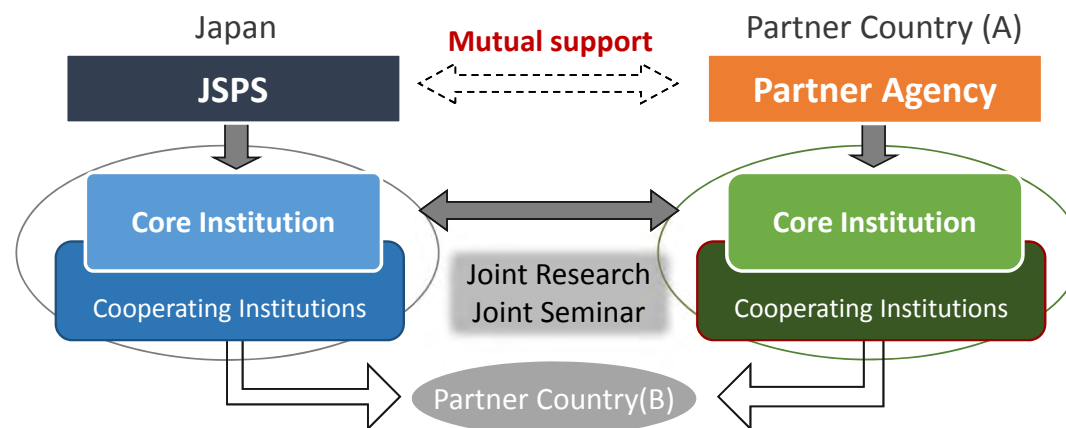 Japan
Mutual support
Partner Country (A)
JSPS
Partner Agency
Core Institution
Core Institution
Cooperating Institutions
Joint Research
Joint Seminar
Cooperating Institutions
Partner Country(B)